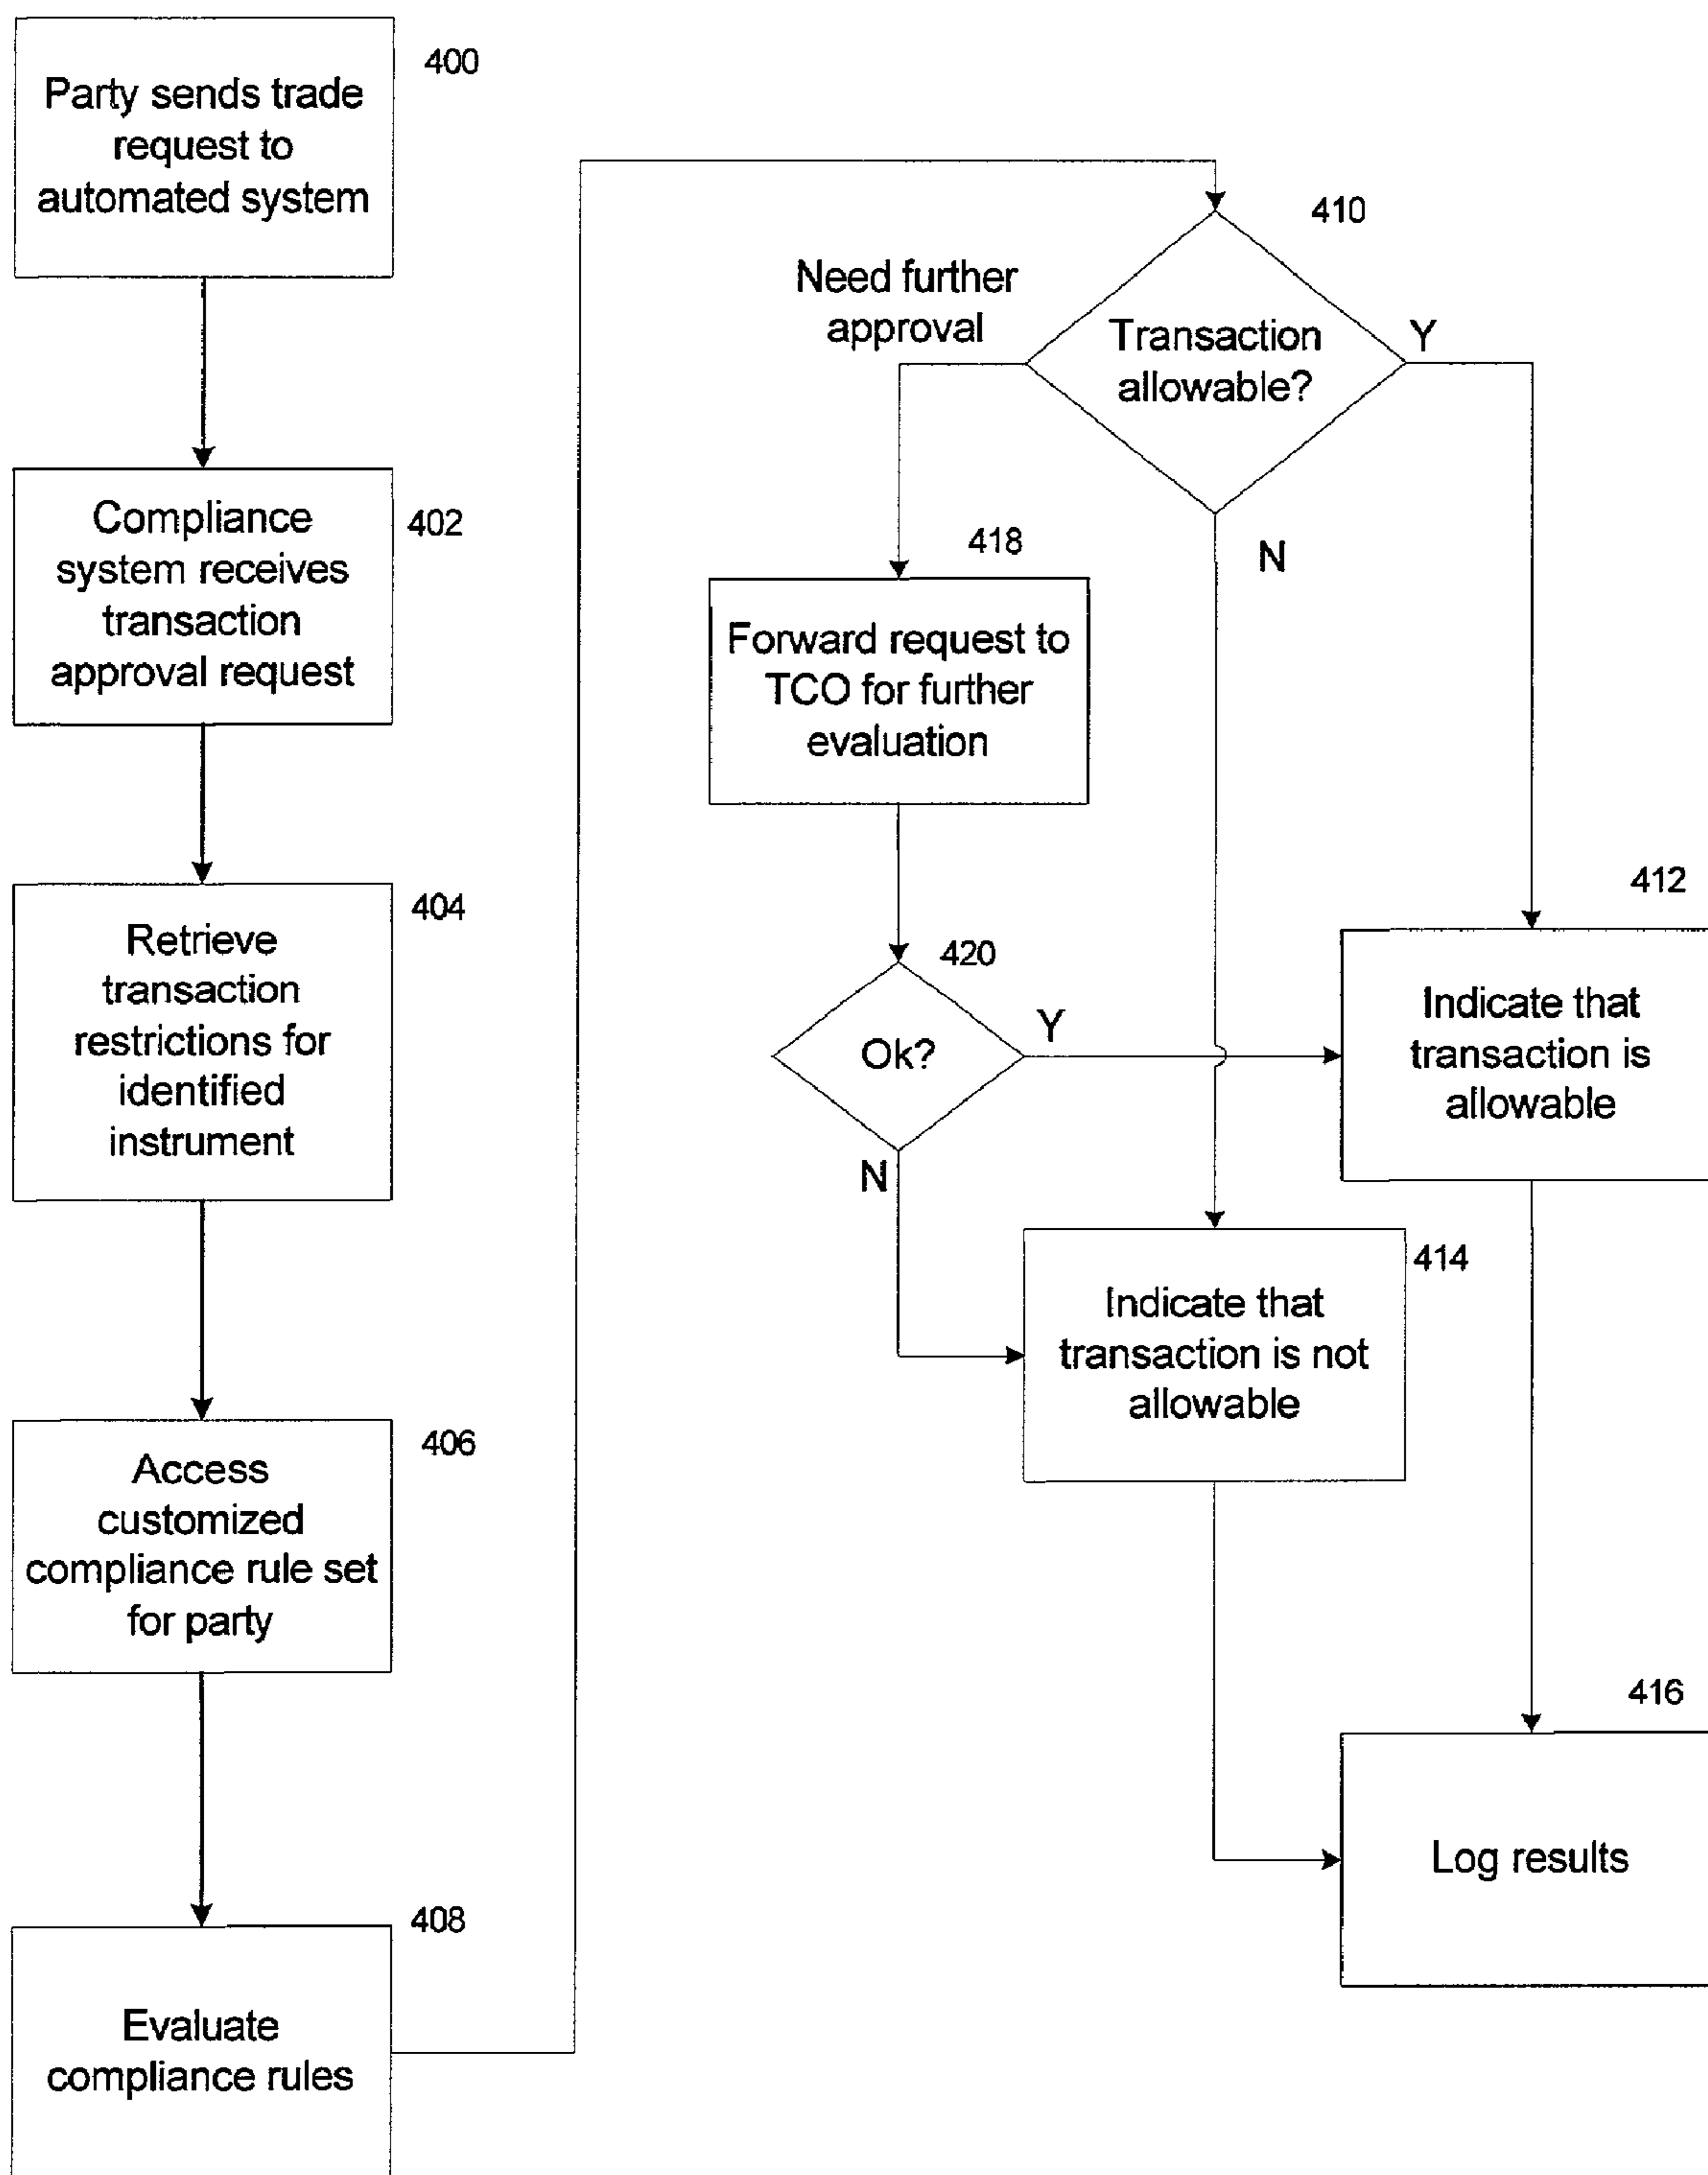 400
Party sends trade
request to
automated system
402
Compliance
system receives
transaction
approval request
404
Retrieve
transaction
restrictions for
identified
instrument
406
Access
customized
compliance rule set
for party
408
Evaluate
compliance rules
410
Need further
approval
Transaction
allowable?
Y
N
418
Forward request to
TCO for further
evaluation
420
Ok?
Y
N
412
Indicate that
transaction is
allowable
414
Indicate that
transaction is not
allowable
416
Log results